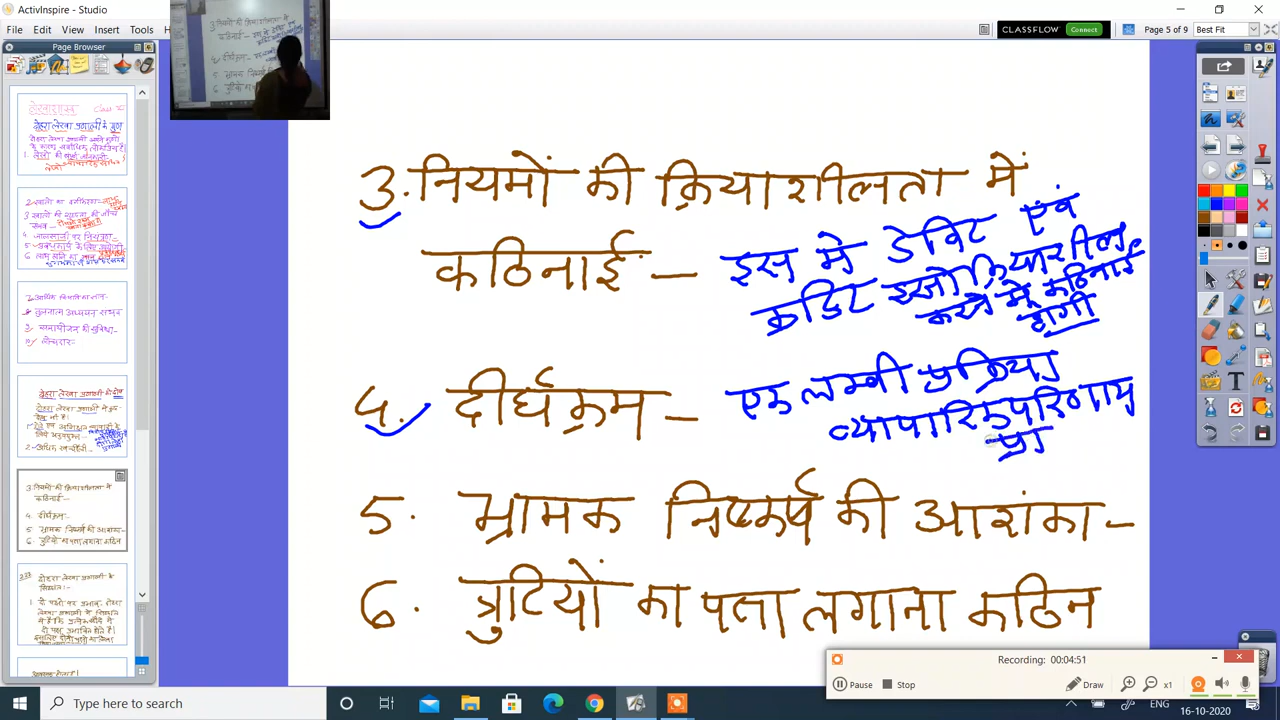 ActivInspire - Studio
File Edit View Insert Tools
CLASSFLOW Connect
Page 5 of 9
Best Fit
Page Browser
3. नियमों की क्रियाशीलता में
कठिनाई - इस में डेबिट एवं
क्रडिट इसको क्रियाशील
करने में कठिनाई
होगी
4. दीर्घक्रम - एक लम्बी प्रक्रिया
व्यापारिक परिणाम
प्रा
5. भ्रामक निष्कर्ष की आशंका -
6. त्रुटियों का पता लगाना कठिन
Recording: 00:04:51
Pause Stop Draw x1
Type here to search
ENG
16-10-2020